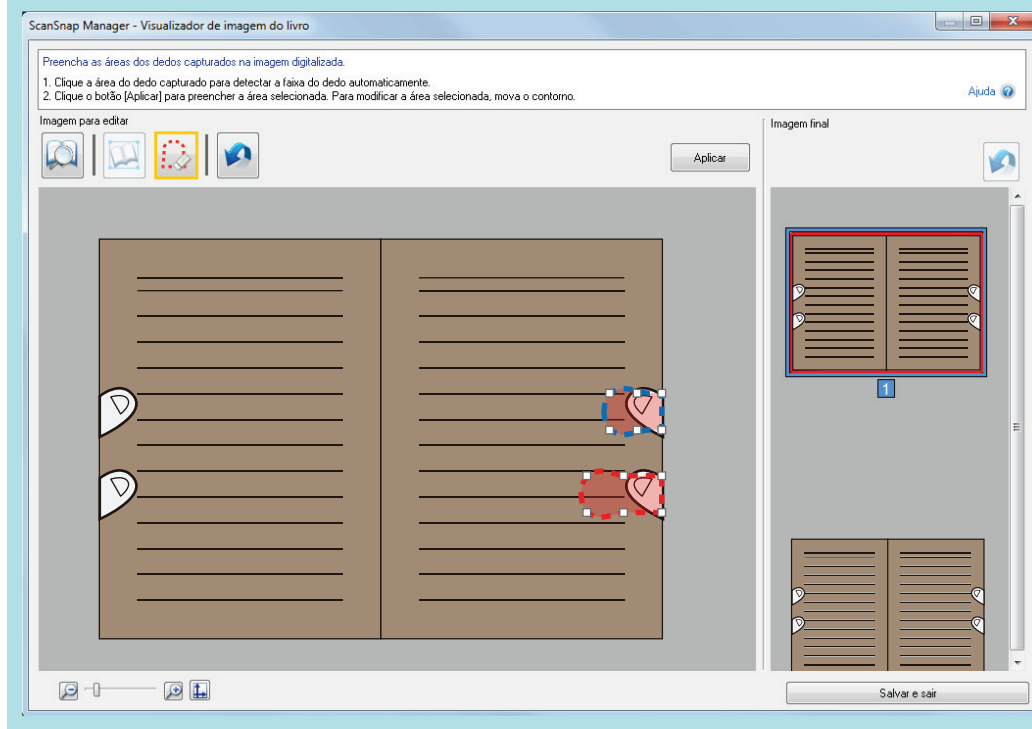 ScanSnap Manager - Visualizador de imagem do livro
Preencha as áreas dos dedos capturados na imagem digitalizada.
1. Clique a área do dedo capturado para detectar a faixa do dedo automaticamente.
2. Clique o botão [Aplicar] para preencher a área selecionada. Para modificar a área selecionada, mova o contorno.
Ajuda
Imagem para editar
Imagem final
Aplicar
1
Salvar e sair